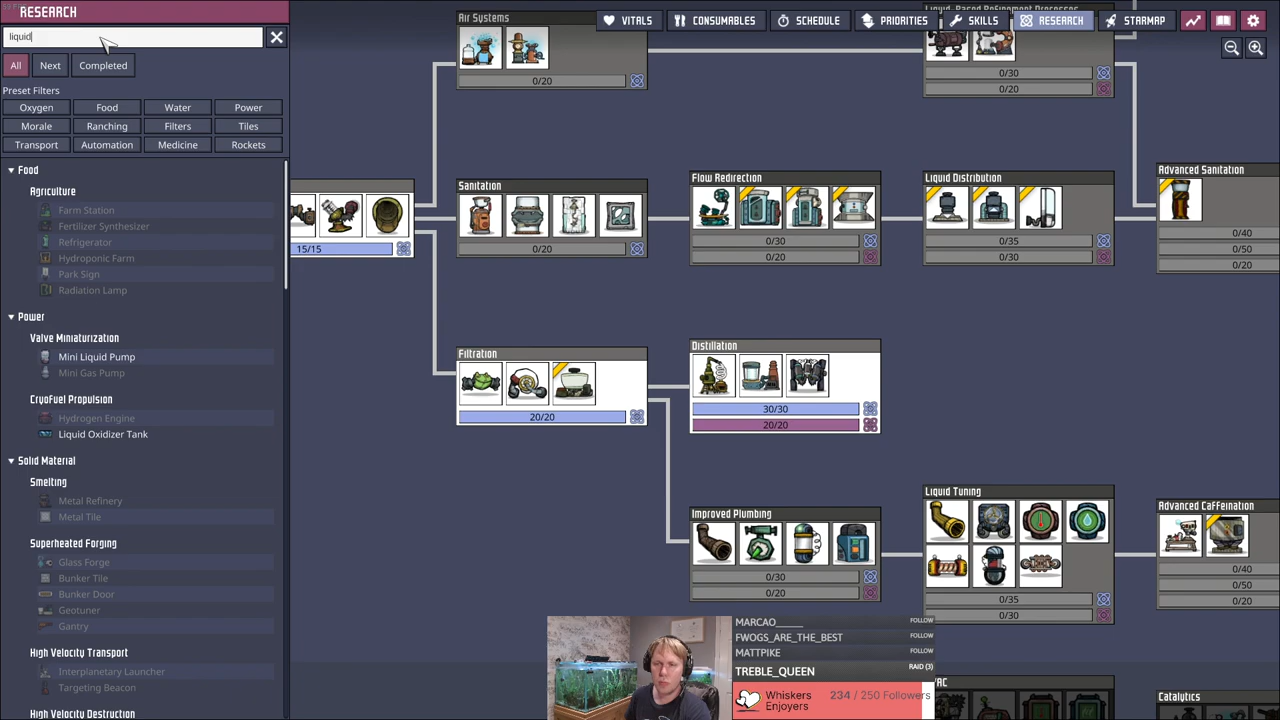 RESEARCH
liquid
All Next Completed
Preset Filters
Oxygen Food Water Power
Morale Ranching Filters Tiles
Transport Automation Medicine Rockets
Food
Agriculture
Farm Station
Fertilizer Synthesizer
Refrigerator
Hydroponic Farm
Park Sign
Radiation Lamp
Power
Valve Miniaturization
Mini Liquid Pump
Mini Gas Pump
CryoFuel Propulsion
Hydrogen Engine
Liquid Oxidizer Tank
Solid Material
Smelting
Metal Refinery
Metal Tile
Superheated Forging
Glass Forge
Bunker Tile
Bunker Door
Geotuner
Gantry
High Velocity Transport
Interplanetary Launcher
Targeting Beacon
High Velocity Destruction
VITALS CONSUMABLES SCHEDULE PRIORITIES SKILLS RESEARCH STARMAP
Air Systems
0/20
Liquid-Based Refinement Processes
0/30
0/20
15/15
Sanitation
0/20
Flow Redirection
0/30
0/20
Liquid Distribution
0/35
0/30
Advanced Sanitation
0/40
0/50
0/20
Filtration
20/20
Distillation
30/30
20/20
Improved Plumbing
0/30
0/20
Liquid Tuning
0/35
0/30
Advanced Caffeination
0/40
0/50
0/20
Catalytics
MARCAO_____ FOLLOW
FWOGS_ARE_THE_BEST FOLLOW
MATTPIKE FOLLOW
TREBLE_QUEEN RAID (3)
Whiskers
Enjoyers
234 / 250 Followers